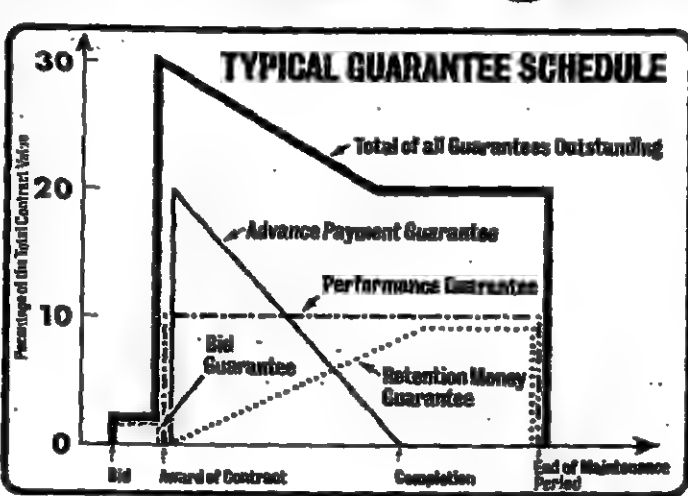 TYPICAL GUARANTEE SCHEDULE
Percentage of the Total Contract Value
30
20
10
0
Total of all Guarantees Outstanding
Advance Payment Guarantee
Performance Guarantee
Bid
Guarantee
Retention Money
Guarantee
Bid
Award of Contract
Completion
End of Maintenance
Period